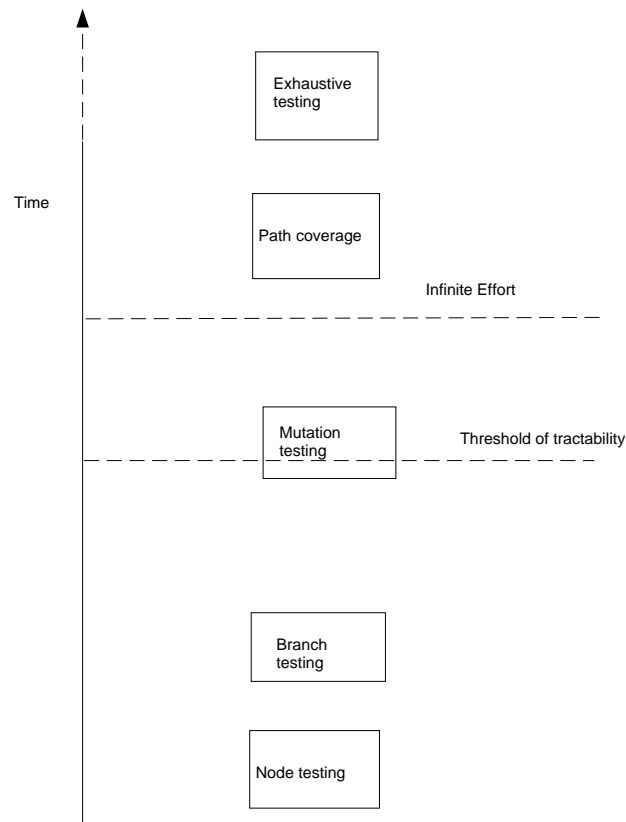 Exhaustive
testing
Time
Path coverage
Infinite Effort
Mutation
testing
Threshold of tractability
Branch
testing
Node testing